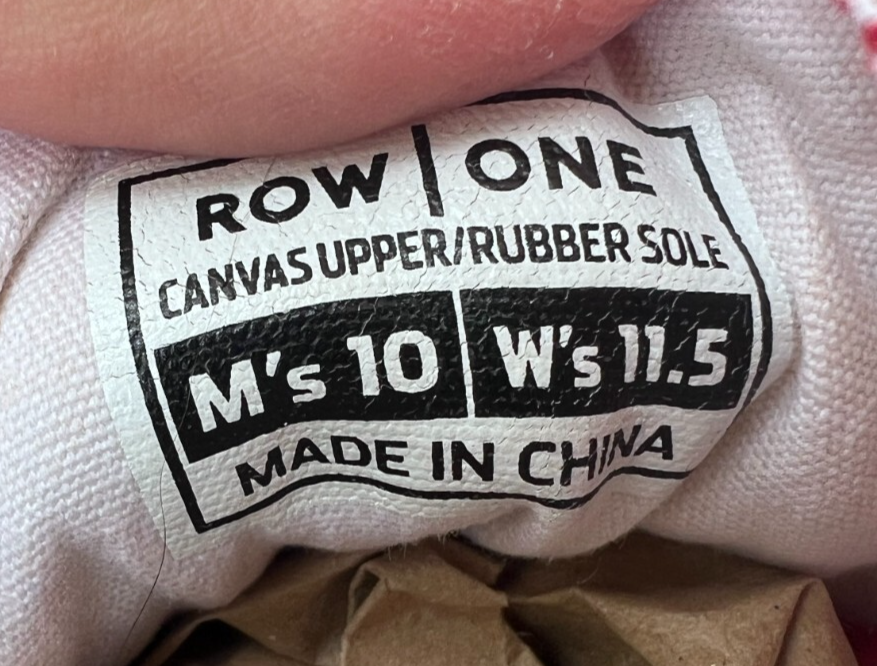 ROW | ONE
CANVAS UPPER/RUBBER SOLE
M's 10 W's 11.5
MADE IN CHINA